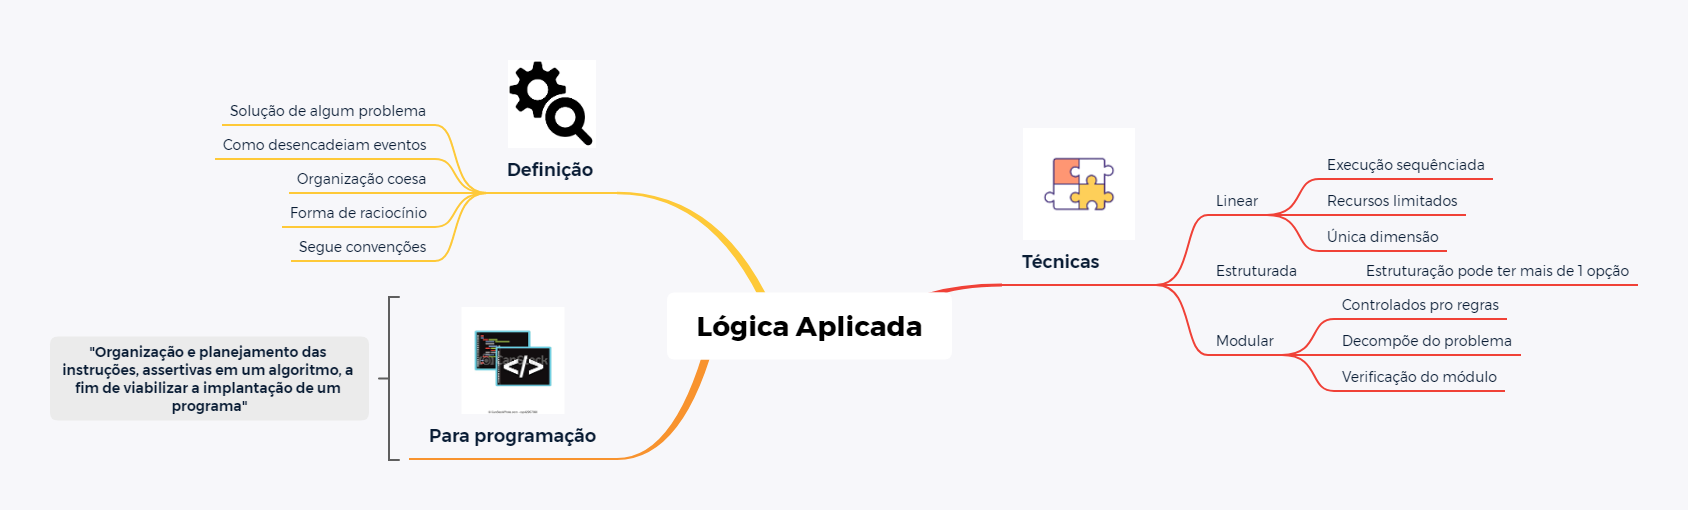 Lógica Aplicada
Definição
Solução de algum problema
Como desencadeiam eventos
Organização coesa
Forma de raciocínio
Segue convenções
Para programação
</>
"Organização e planejamento das
instruções, assertivas em um algoritmo, a
fim de viabilizar a implantação de um
programa"
Técnicas
Linear
Execução sequênciada
Recursos limitados
Única dimensão
Estruturada
Estruturação pode ter mais de 1 opção
Modular
Controlados pro regras
Decompõe do problema
Verificação do módulo